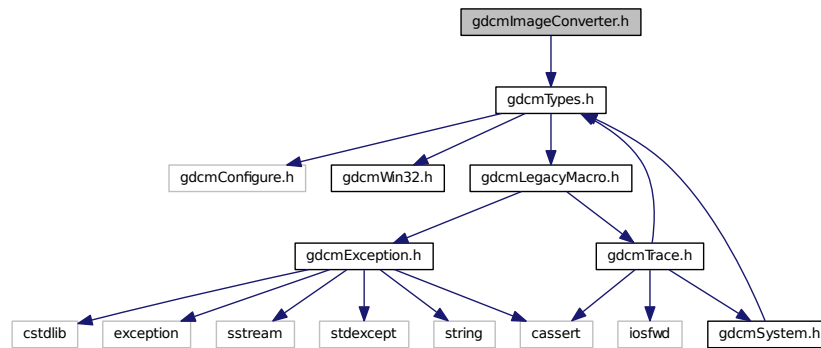 gdcmImageConverter.h
gdcmTypes.h
gdcmConfigure.h
gdcmWin32.h
gdcmLegacyMacro.h
gdcmException.h
gdcmTrace.h
cstdlib
exception
sstream
stdexcept
string
cassert
iosfwd
gdcmSystem.h